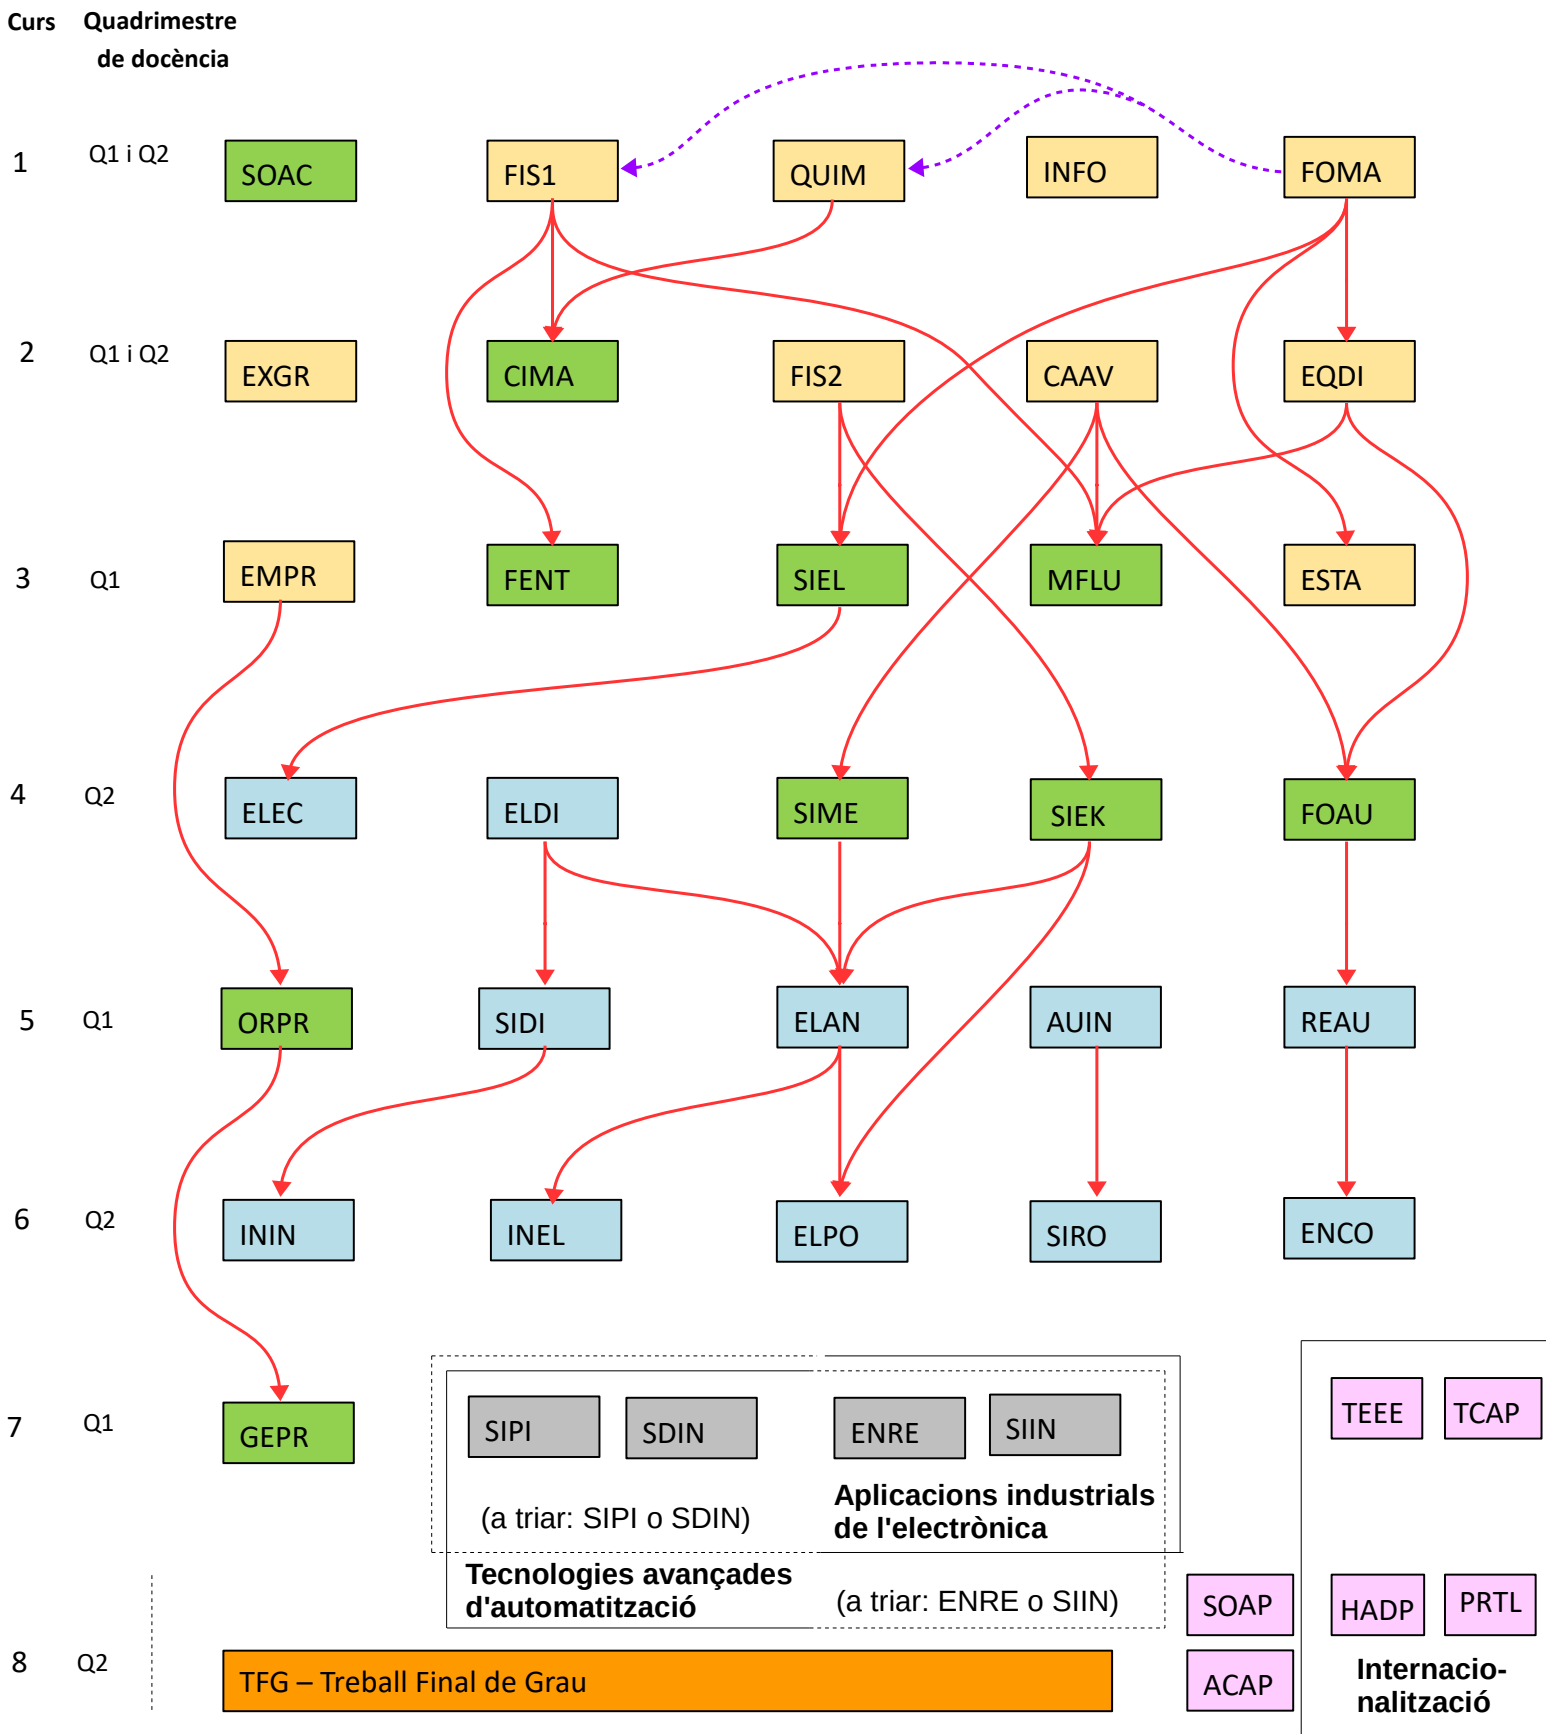 Curs Quadrimestre
de docència
1 Q1 i Q2 SOAC FIS1 QUIM INFO FOMA
2 Q1 i Q2 EXGR CIMA FIS2 CAAV EQDI
3 Q1 EMPR FENT SIEL MFLU ESTA
4 Q2 ELEC ELDI SIME SIEK FOAU
5 Q1 ORPR SIDI ELAN AUIN REAU
6 Q2 ININ INEL ELPO SIRO ENCO
7 Q1 GEPR SIPI SDIN ENRE SIIN TEEE TCAP
(a triar: SIPI o SDIN)
Aplicacions industrials
de l'electrònica
Tecnologies avançades
d'automatització
(a triar: ENRE o SIIN)
SOAP HADP PRTL
8 Q2 TFG – Treball Final de Grau ACAP
Internacio-
nalització